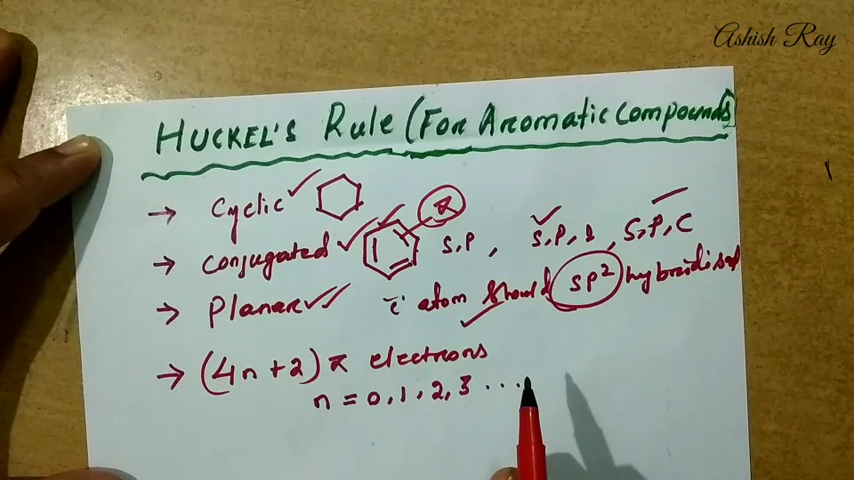 Ashish Ray
HUCKEL'S Rule (For Aromatic Compounds)
→ Cyclic ✓
→ Conjugated ✓✓ π S,P, S,P,S, S,P,C
→ Planar ✓✓ c̄ atom should SP² hybridised
→ (4n+2) π electrons
n = 0,1,2,3 ....